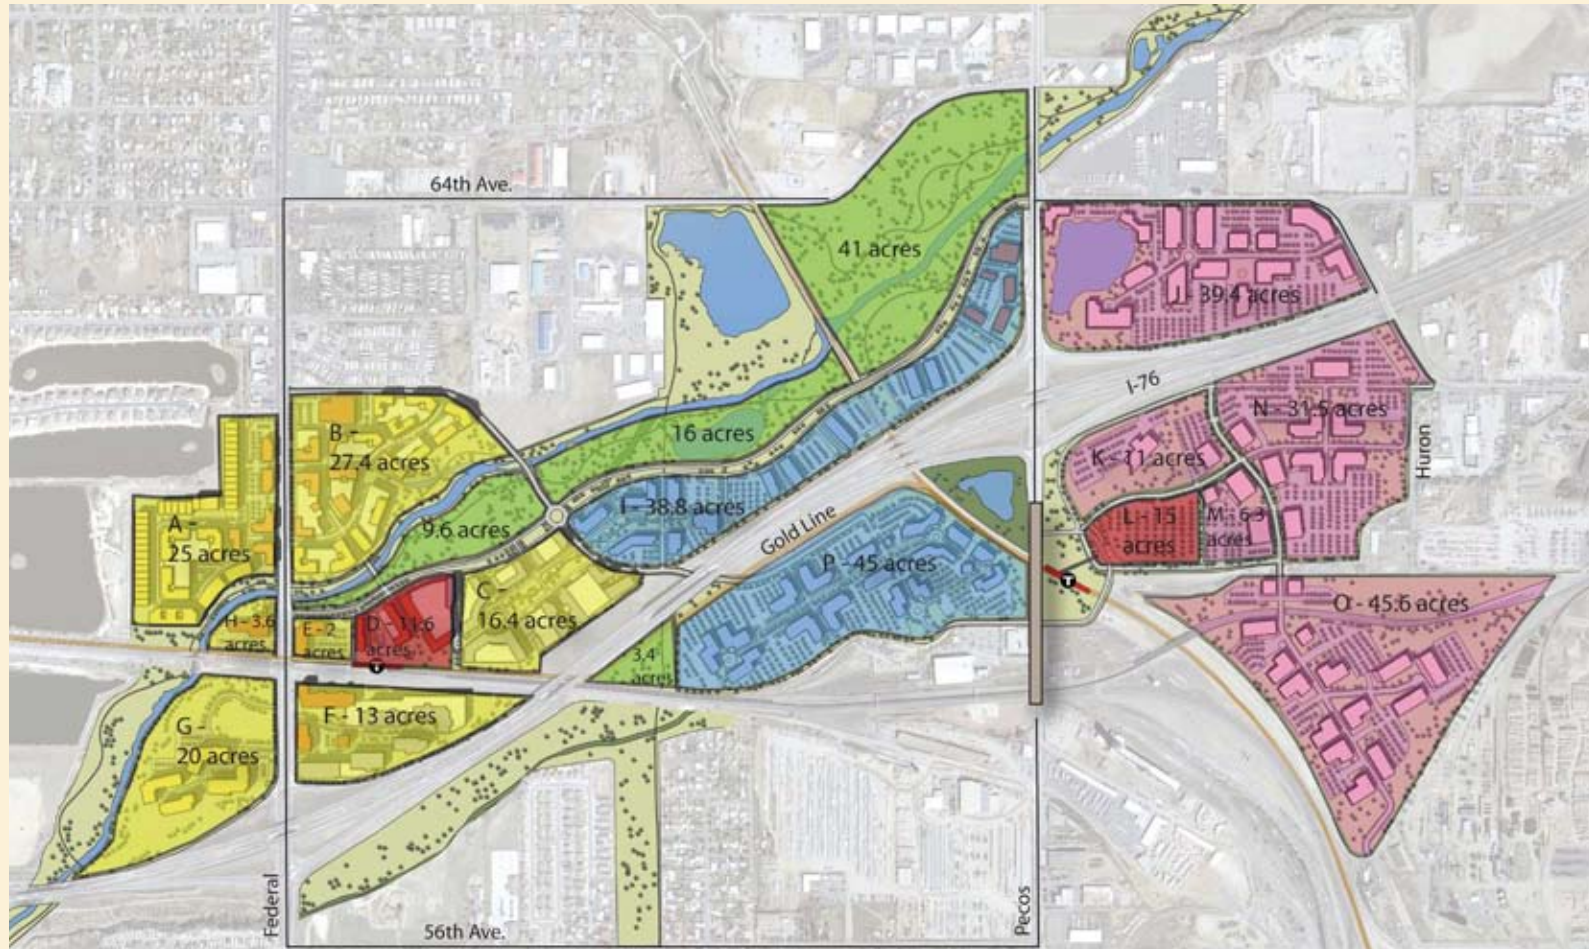 64th Ave.
41 acres
J - 39.4 acres
I-76
B -
27.4 acres
16 acres
N - 31.5 acres
Huron
K - 11 acres
A -
25 acres
9.6 acres
I - 38.8 acres
Gold Line
L - 15
acres
M - 6.3
acres
P - 45 acres
C -
16.4 acres
H - 3.6
acres
E - 2
acres
D -
acres
O - 45.6 acres
3.4
acres
T
T
G -
20 acres
F - 13 acres
Federal
56th Ave.
Pecos